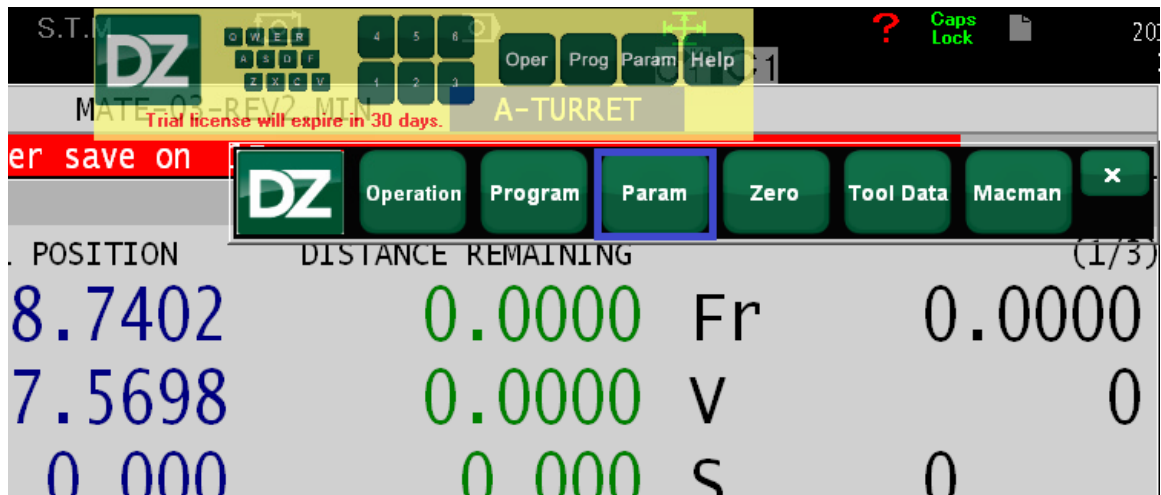 S.T.M
DZ
Q W E R
A S D F
Z X C V
4 5 6
1 2 3
Oper Prog Param Help
1
?
Caps
Lock
20
MATE-03-REV2.MIN
A-TURRET
Trial license will expire in 30 days.
er save on
DZ Operation Program Param Zero Tool Data Macman x
POSITION DISTANCE REMAINING (1/3)
8.7402 0.0000 Fr 0.0000
7.5698 0.0000 V 0
0.000 0.000 S 0